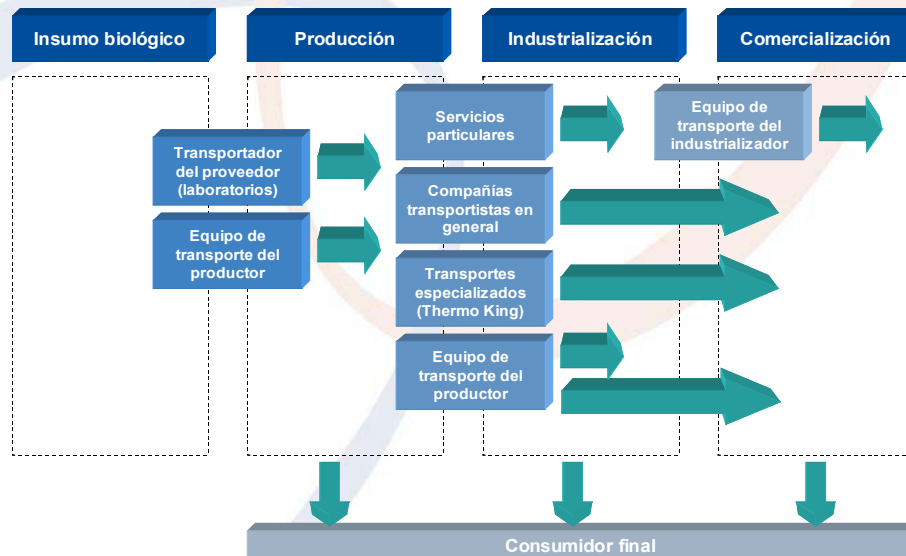 Insumo biológico
Producción
Industrialización
Comercialización
Transportador
del proveedor
(laboratorios)
Equipo de
transporte del
productor
Servicios
particulares
Compañías
transportistas en
general
Transportes
especializados
(Thermo King)
Equipo de
transporte del
productor
Equipo de
transporte del
industrializador
Consumidor final